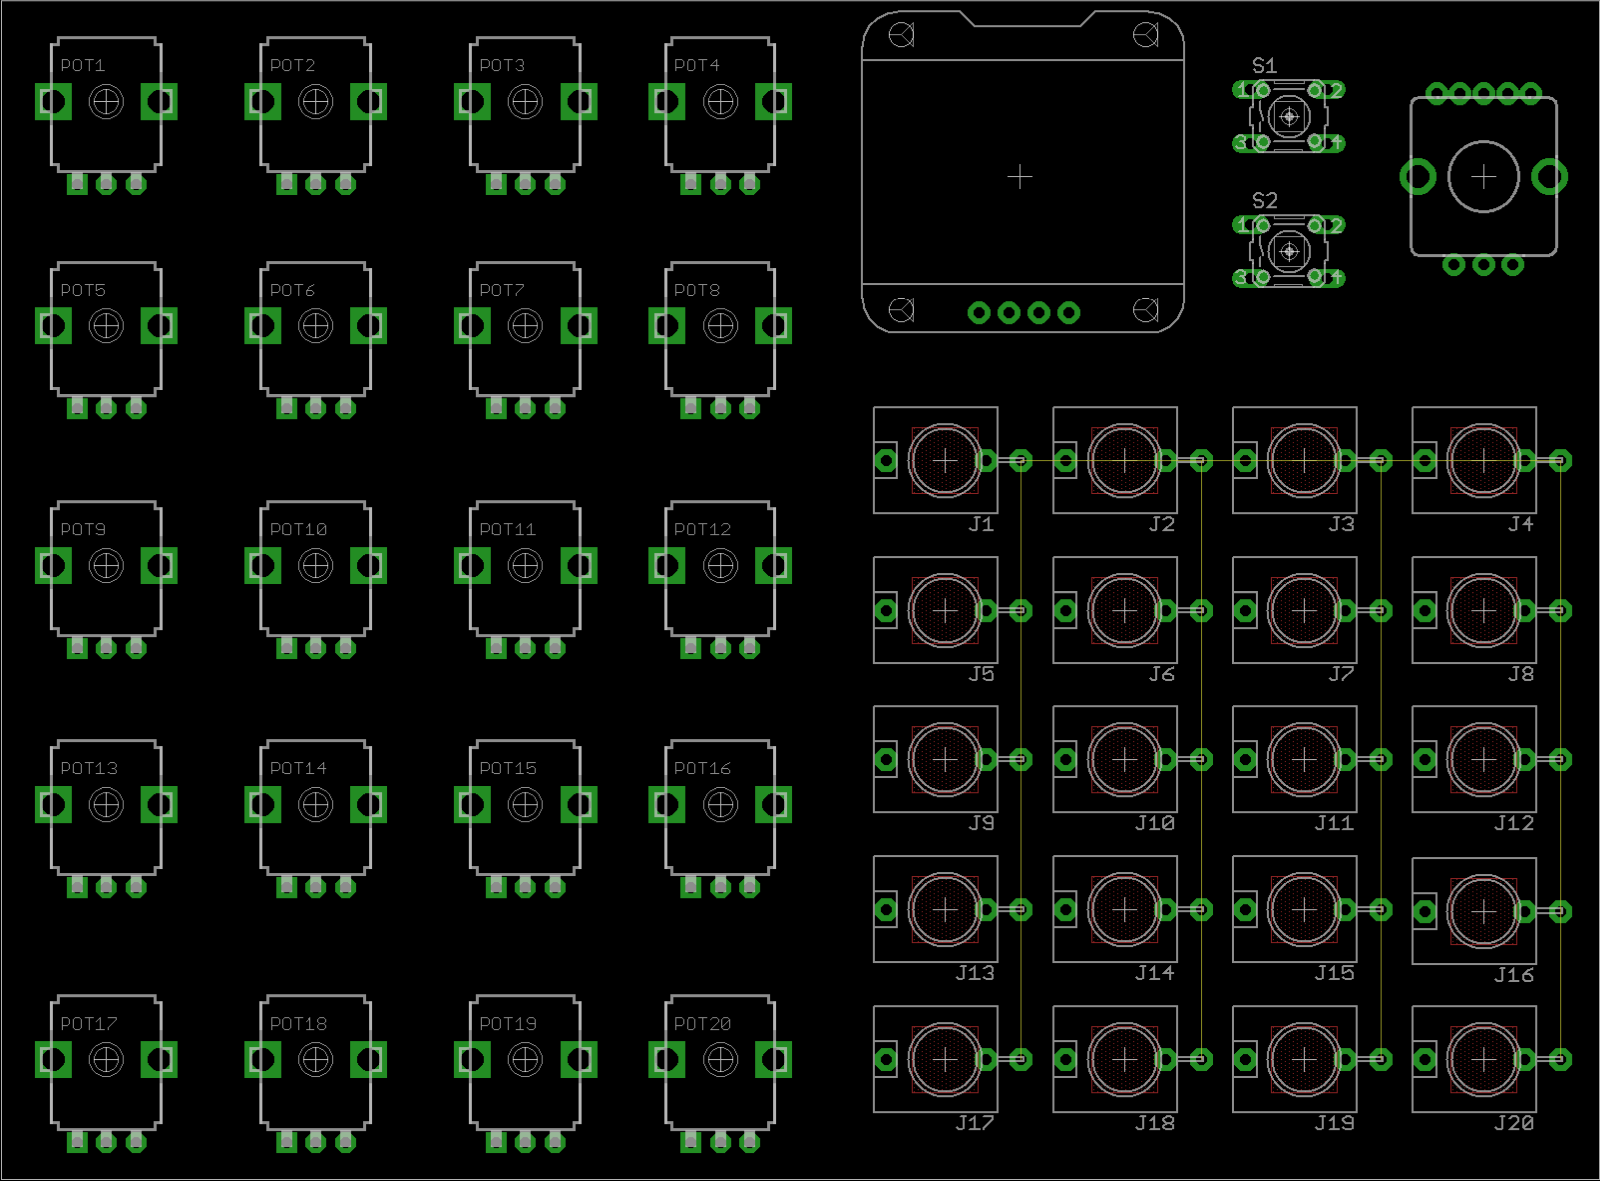 POT1 POT2 POT3 POT4
S1
1 2
3 4
S2
1 2
3 4
POT5 POT6 POT7 POT8
POT9 POT10 POT11 POT12
POT13 POT14 POT15 POT16
POT17 POT18 POT19 POT20
J1 J2 J3 J4
J5 J6 J7 J8
J9 J10 J11 J12
J13 J14 J15 J16
J17 J18 J19 J20